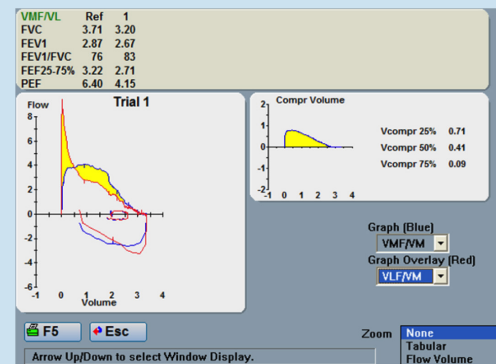 VMF/VL Ref 1
FVC 3.71 3.20
FEV1 2.87 2.67
FEV1/FVC 76 83
FEF25-75% 3.22 2.71
PEF 6.40 4.15
Flow Trial 1
8
6
4
2
0
-2
-4
-6
-1 0 1 2 3 4
Volume
Compr Volume
2
1
0
-1
-2
-1 0 1 2 3 4
Vcompr 25% 0.71
Vcompr 50% 0.41
Vcompr 75% 0.09
Graph (Blue)
VMF/VM
Graph Overlay (Red)
VLF/VM
F5 Esc
Zoom None
Tabular
Flow Volume
Arrow Up/Down to select Window Display.